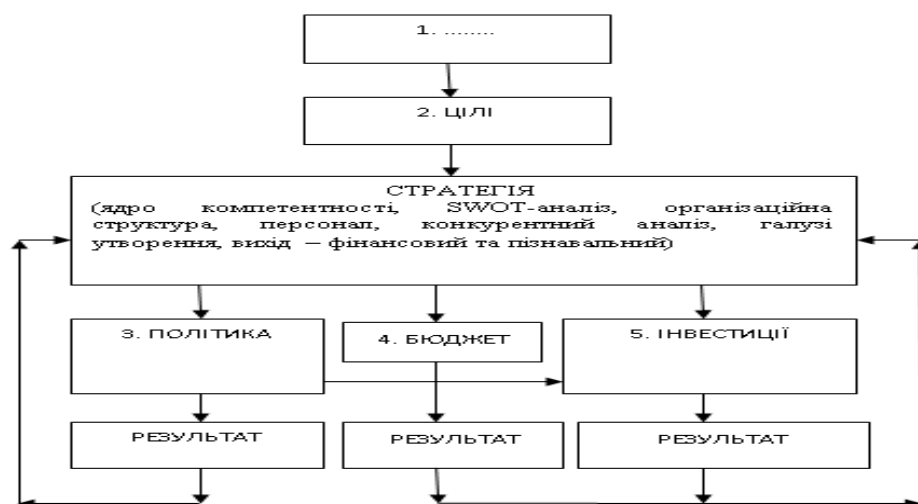 1. ........
2. ЦІЛІ
СТРАТЕГІЯ
(ядро компетентності, SWOT-аналіз, організаційна
структура, персонал, конкурентний аналіз, галузі
утворення, вихід – фінансовий та пізнавальний)
3. ПОЛІТИКА
4. БЮДЖЕТ
5. ІНВЕСТИЦІЇ
РЕЗУЛЬТАТ
РЕЗУЛЬТАТ
РЕЗУЛЬТАТ